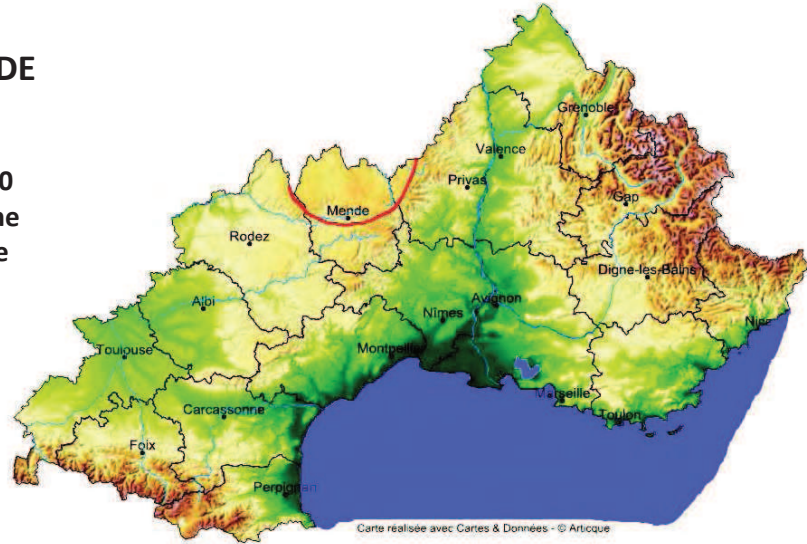 DE
0
ne
e
Grenoble
Valence
Privas
Gap
Mende
Rodez
Digne-les-Bains
Albi
Avignon
Nîmes
Nice
Toulouse
Montpellier
Carcassonne
Marseille
Toulon
Foix
Perpignan
Carte réalisée avec Cartes & Données - © Articque